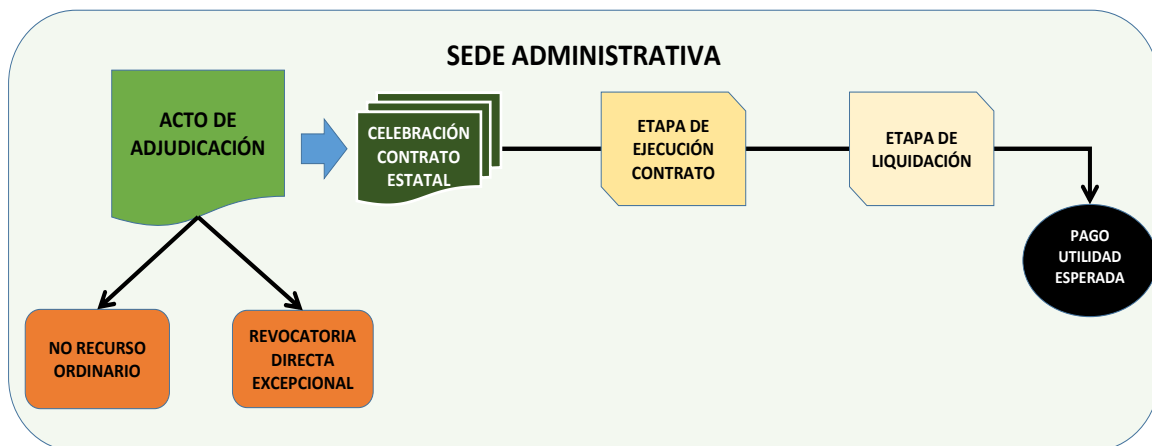 SEDE ADMINISTRATIVA
ACTO DE
ADJUDICACIÓN
CELEBRACIÓN
CONTRATO
ESTATAL
ETAPA DE
EJECUCIÓN
CONTRATO
ETAPA DE
LIQUIDACIÓN
PAGO
UTILIDAD
ESPERADA
NO RECURSO
ORDINARIO
REVOCATORIA
DIRECTA
EXCEPCIONAL